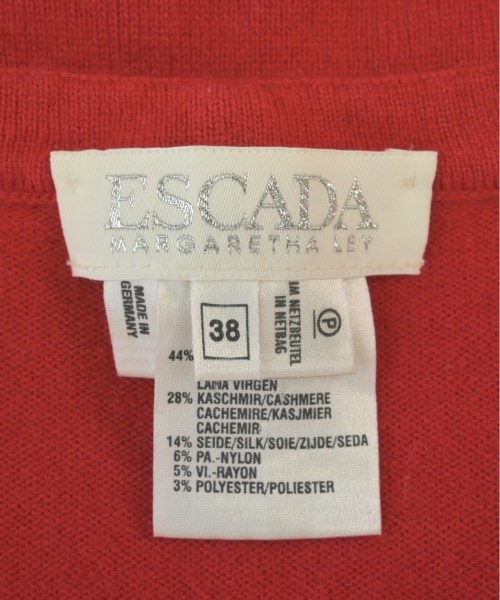 ESCADA
MARGARETHA LEY
MADE IN
GERMANY
38
IM NETZBEUTEL
IN NETBAG
P
44%
LANA VIRGEN
28% KASCHMIR/CASHMERE
CACHEMIRE/KASJMIER
CACHEMIR
14% SEIDE/SILK/SOIE/ZIJDE/SEDA
6% PA.-NYLON
5% VI.-RAYON
3% POLYESTER/POLIESTER